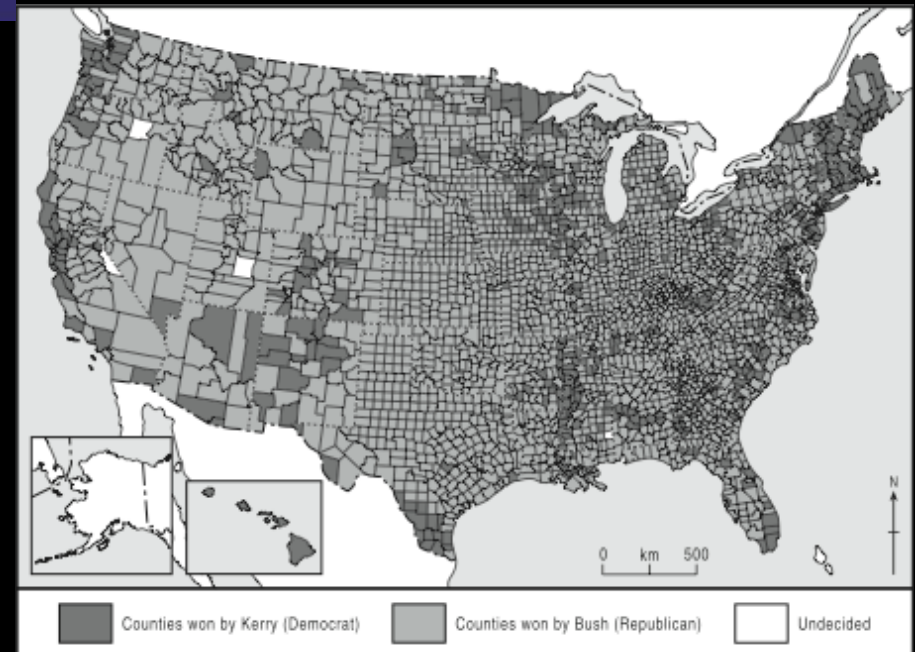 N
0 km 500
Counties won by Kerry (Democrat) Counties won by Bush (Republican) Undecided